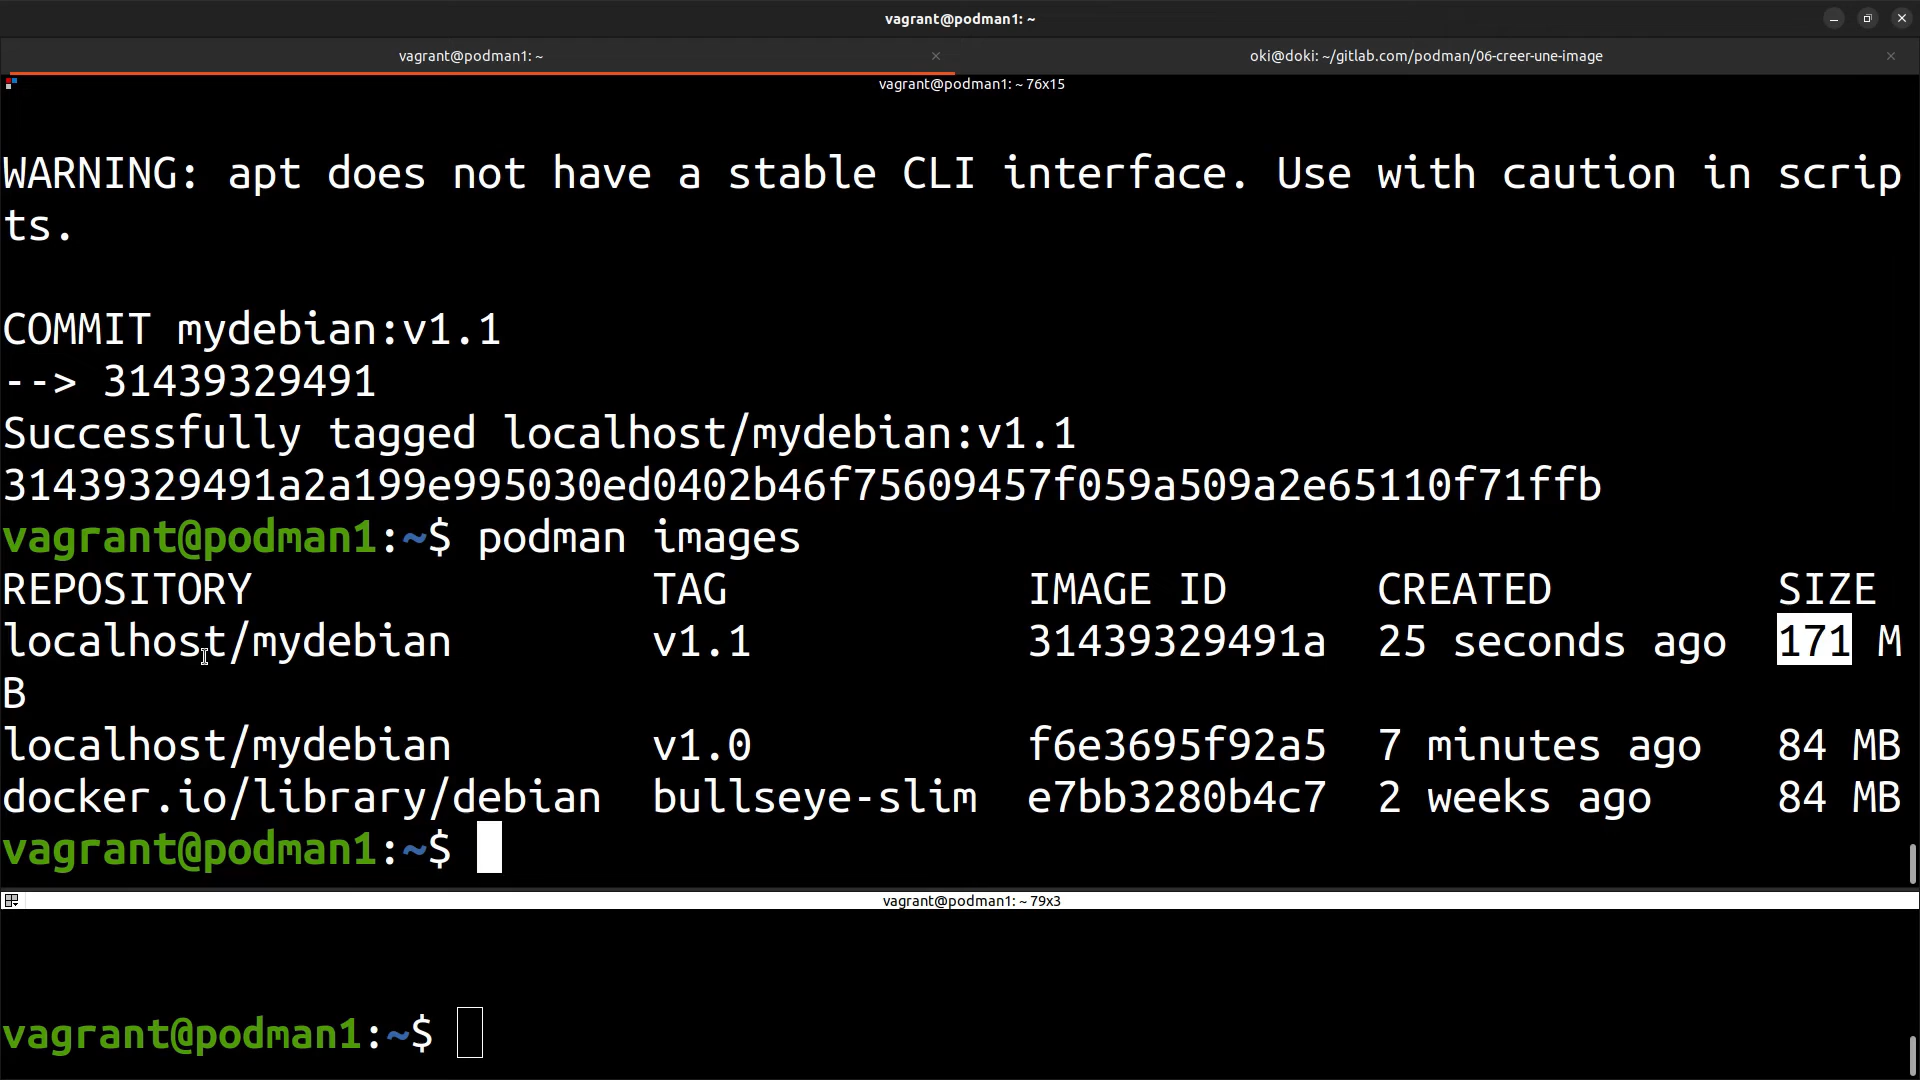 vagrant@podman1: ~
vagrant@podman1: ~
oki@doki: ~/gitlab.com/podman/06-creer-une-image
vagrant@podman1: ~ 76x15
WARNING: apt does not have a stable CLI interface. Use with caution in scrip
ts.
COMMIT mydebian:v1.1
--> 31439329491
Successfully tagged localhost/mydebian:v1.1
31439329491a2a199e995030ed0402b46f75609457f059a509a2e65110f71ffb
vagrant@podman1:~$ podman images
REPOSITORY TAG IMAGE ID CREATED SIZE
localhost/mydebian v1.1 31439329491a 25 seconds ago 171 M
B
localhost/mydebian v1.0 f6e3695f92a5 7 minutes ago 84 MB
docker.io/library/debian bullseye-slim e7bb3280b4c7 2 weeks ago 84 MB
vagrant@podman1:~$
vagrant@podman1: ~ 79x3
vagrant@podman1:~$